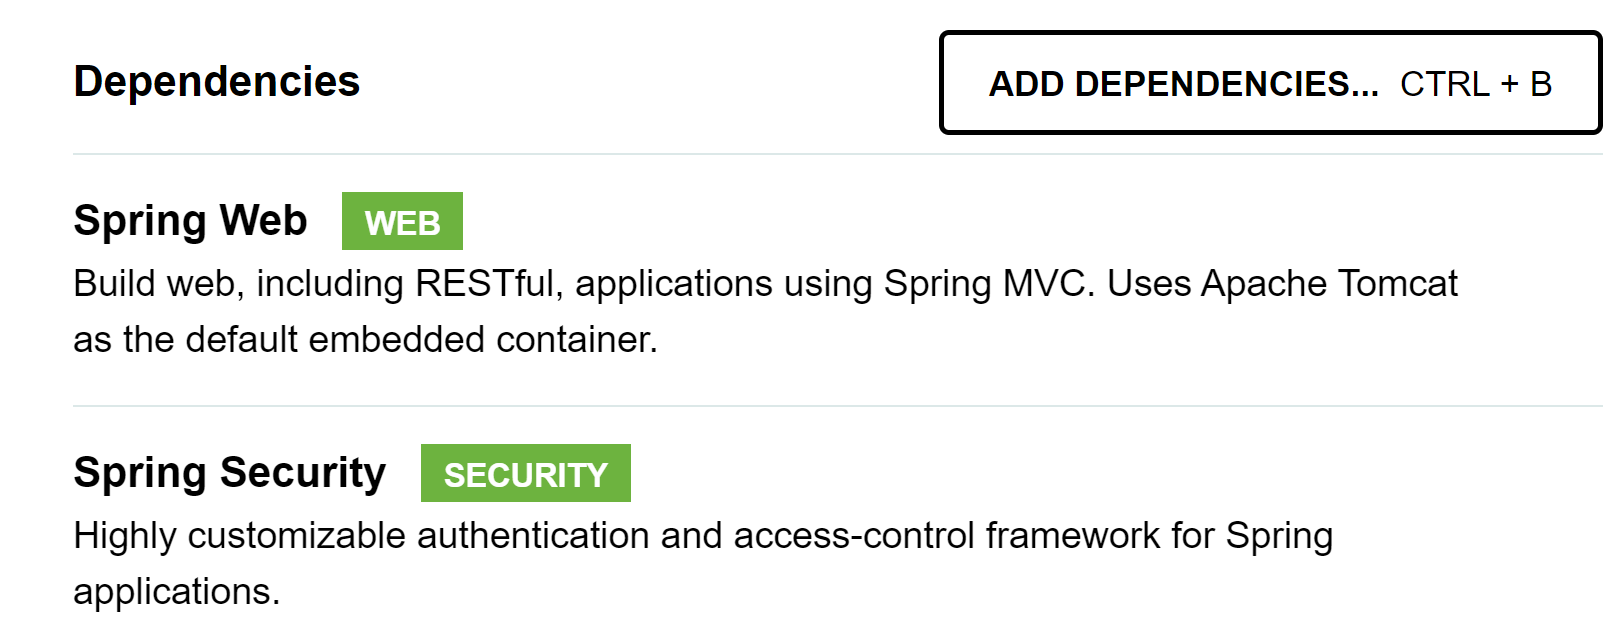 Dependencies
ADD DEPENDENCIES... CTRL + B
Spring Web WEB
Build web, including RESTful, applications using Spring MVC. Uses Apache Tomcat
as the default embedded container.
Spring Security SECURITY
Highly customizable authentication and access-control framework for Spring
applications.